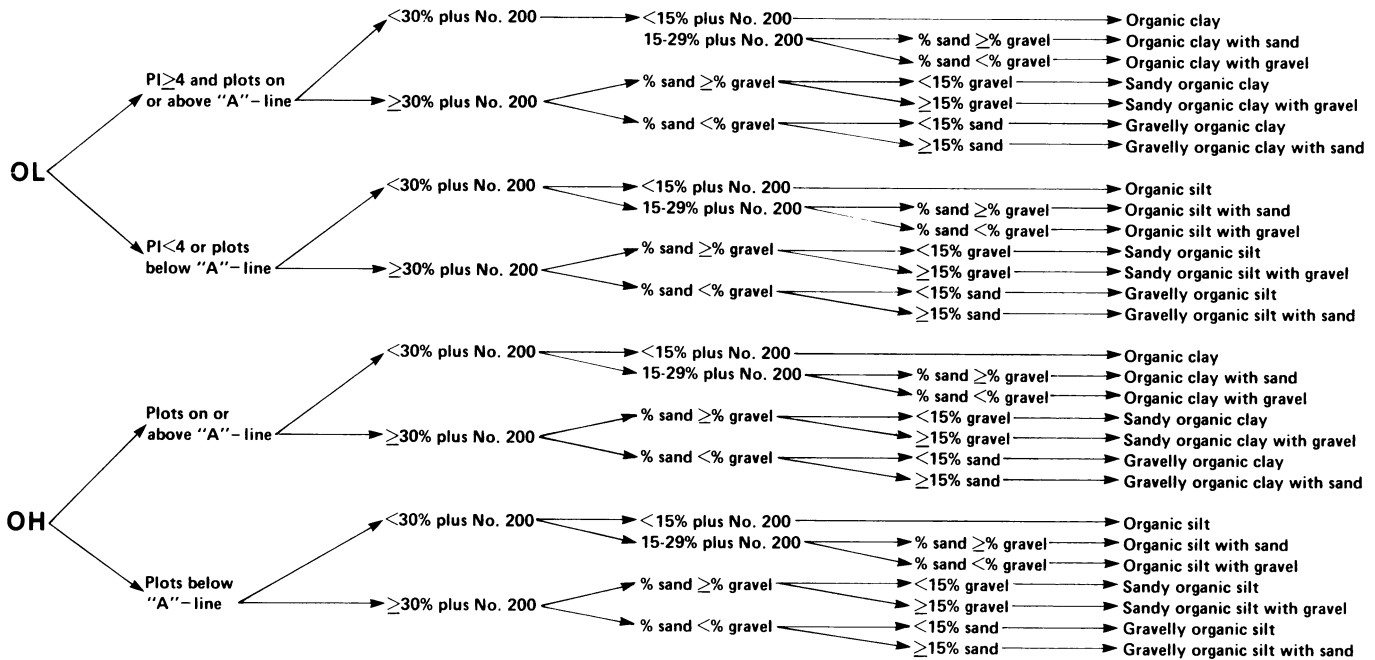 <30% plus No. 200 <15% plus No. 200 Organic clay
15-29% plus No. 200 % sand ≥% gravel Organic clay with sand
% sand <% gravel Organic clay with gravel
PI≥4 and plots on
or above "A"-line
≥30% plus No. 200 % sand ≥% gravel <15% gravel Sandy organic clay
≥15% gravel Sandy organic clay with gravel
% sand <% gravel <15% sand Gravelly organic clay
≥15% sand Gravelly organic clay with sand
OL
<30% plus No. 200 <15% plus No. 200 Organic silt
15-29% plus No. 200 % sand ≥% gravel Organic silt with sand
% sand <% gravel Organic silt with gravel
PI<4 or plots
below "A"-line
≥30% plus No. 200 % sand ≥% gravel <15% gravel Sandy organic silt
≥15% gravel Sandy organic silt with gravel
% sand <% gravel <15% sand Gravelly organic silt
≥15% sand Gravelly organic silt with sand
<30% plus No. 200 <15% plus No. 200 Organic clay
15-29% plus No. 200 % sand ≥% gravel Organic clay with sand
% sand <% gravel Organic clay with gravel
Plots on or
above "A"-line
≥30% plus No. 200 % sand ≥% gravel <15% gravel Sandy organic clay
≥15% gravel Sandy organic clay with gravel
% sand <% gravel <15% sand Gravelly organic clay
≥15% sand Gravelly organic clay with sand
OH
<30% plus No. 200 <15% plus No. 200 Organic silt
15-29% plus No. 200 % sand ≥% gravel Organic silt with sand
% sand <% gravel Organic silt with gravel
Plots below
"A"-line
≥30% plus No. 200 % sand ≥% gravel <15% gravel Sandy organic silt
≥15% gravel Sandy organic silt with gravel
% sand <% gravel <15% sand Gravelly organic silt
≥15% sand Gravelly organic silt with sand